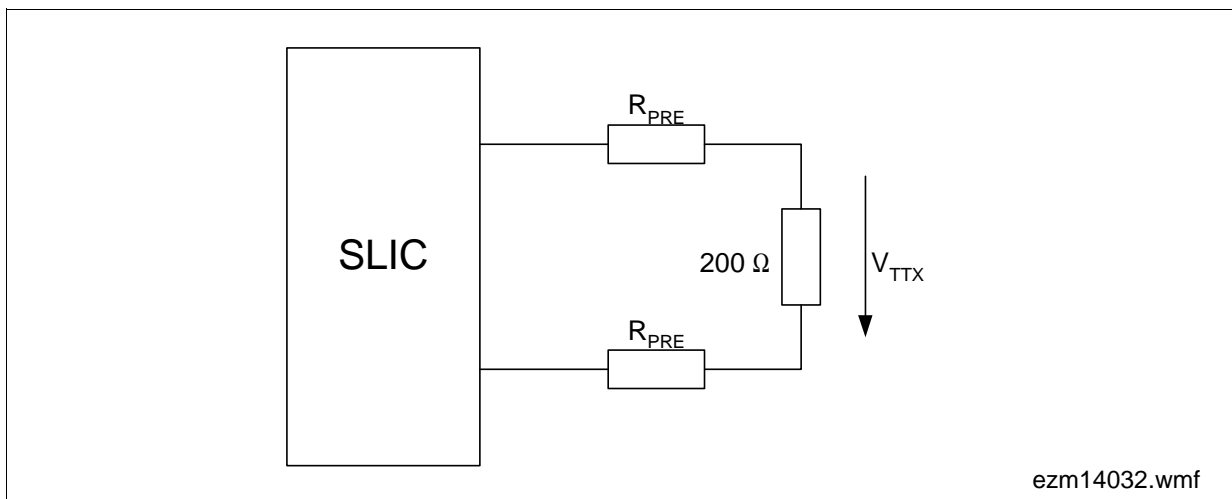 R_PRE
SLIC
200 Ω
V_TTX
R_PRE
ezm14032.wmf